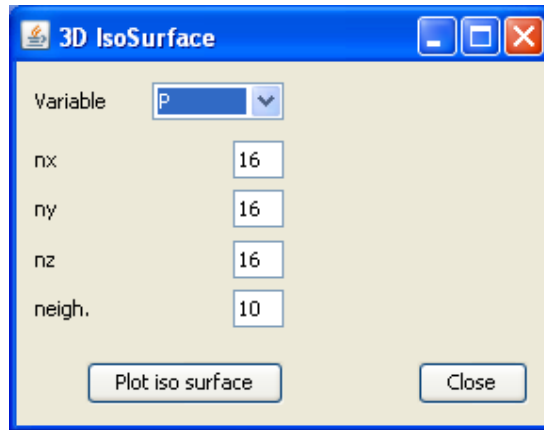 3D IsoSurface
Variable P
nx 16
ny 16
nz 16
neigh. 10
Plot iso surface Close